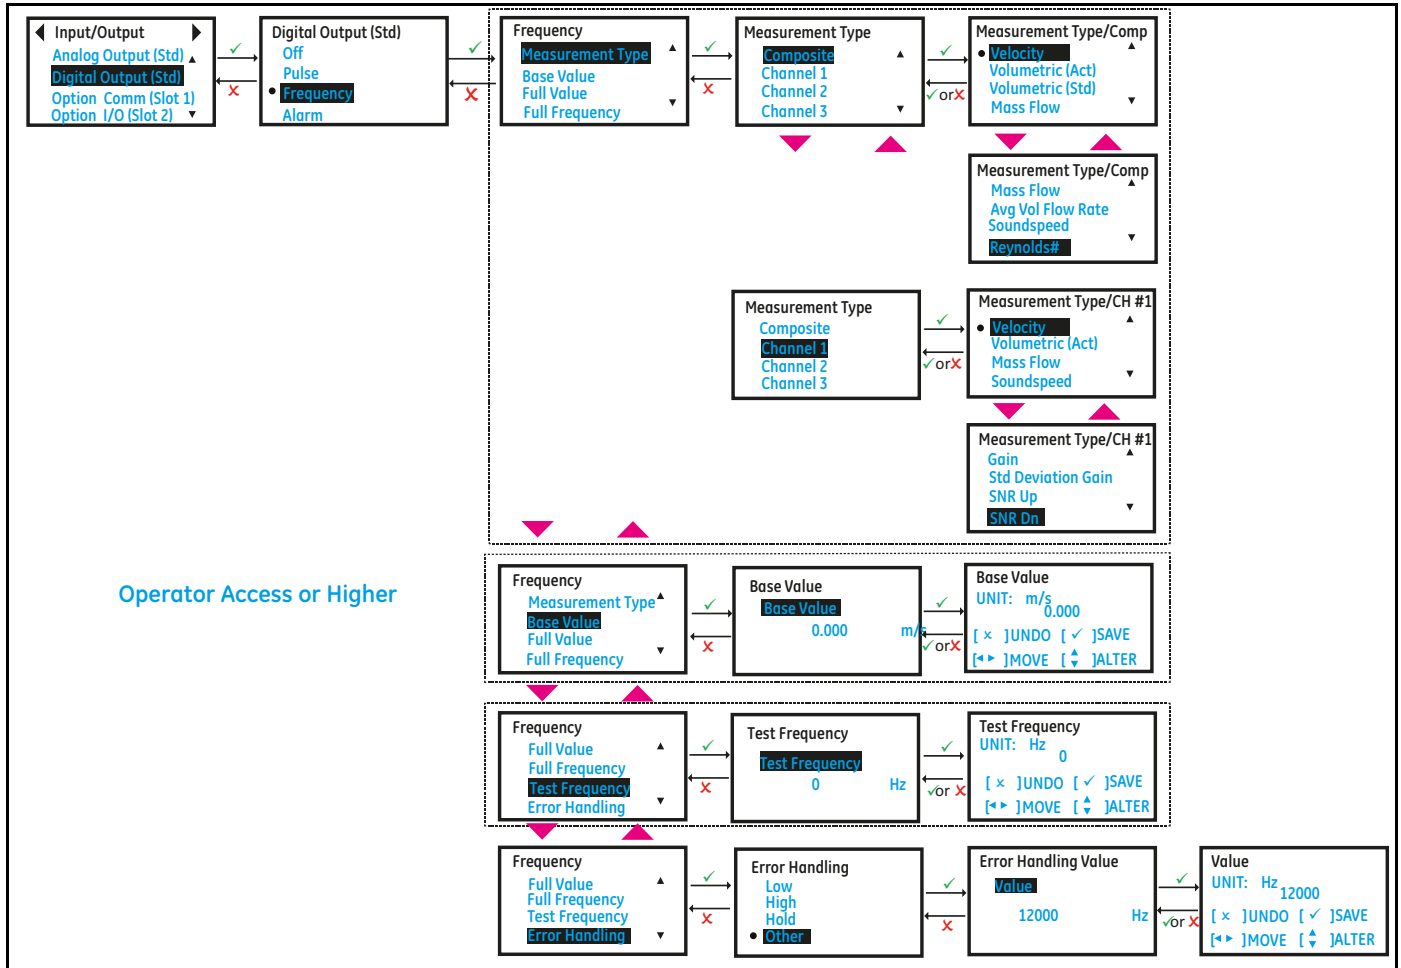 Input/Output
Analog Output (Std)
Digital Output (Std)
Option Comm (Slot 1)
Option I/O (Slot 2)
Digital Output (Std)
Off
Pulse
Frequency
Alarm
Frequency
Measurement Type
Base Value
Full Value
Full Frequency
Measurement Type
Composite
Channel 1
Channel 2
Channel 3
or
Measurement Type/Comp
Velocity
Volumetric (Act)
Volumetric (Std)
Mass Flow
Measurement Type/Comp
Mass Flow
Avg Vol Flow Rate
Soundspeed
Reynolds#
Measurement Type
Composite
Channel 1
Channel 2
Channel 3
or
Measurement Type/CH #1
Velocity
Volumetric (Act)
Mass Flow
Soundspeed
Measurement Type/CH #1
Gain
Std Deviation Gain
SNR Up
SNR Dn
Operator Access or Higher
Frequency
Measurement Type
Base Value
Full Value
Full Frequency
Base Value
Base Value
0.000 m/s
or
Base Value
UNIT: m/s
0.000
[ × ]UNDO [ ✓ ]SAVE
[◂ ▸ ]MOVE [ ▴▾ ]ALTER
Frequency
Full Value
Full Frequency
Test Frequency
Error Handling
Test Frequency
Test Frequency
0 Hz
or
Test Frequency
UNIT: Hz
0
[ × ]UNDO [ ✓ ]SAVE
[◂ ▸ ]MOVE [ ▴▾ ]ALTER
Frequency
Full Value
Full Frequency
Test Frequency
Error Handling
Error Handling
Low
High
Hold
Other
Error Handling Value
Value
12000 Hz
or
Value
UNIT: Hz
12000
[ × ]UNDO [ ✓ ]SAVE
[◂ ▸ ]MOVE [ ▴▾ ]ALTER